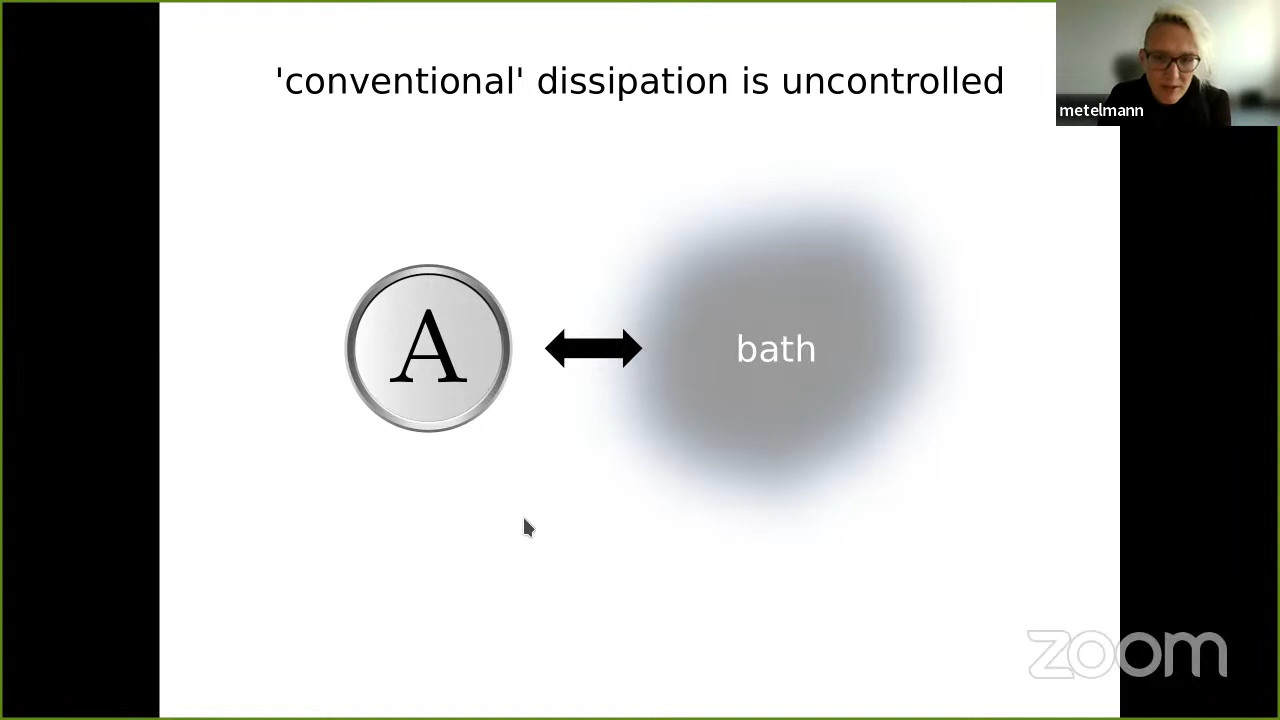 'conventional' dissipation is uncontrolled
metelmann
A
bath
zoom